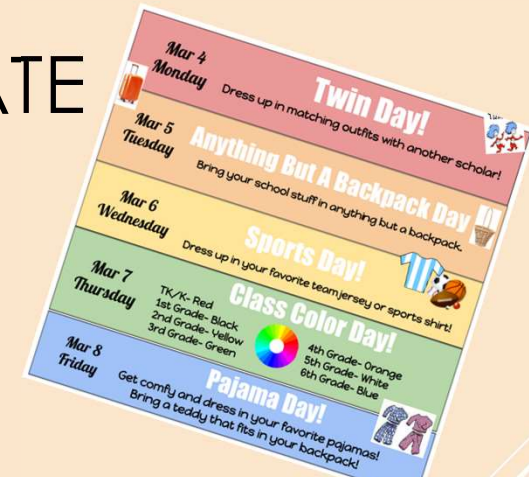 ATE
Mar 4
Monday
Twin Day!
Dress up in matching outfits with another scholar!
Mar 5
Tuesday
Anything But A Backpack Day
Bring your school stuff in anything but a backpack.
Mar 6
Wednesday
Sports Day!
Dress up in your favorite team jersey or sports shirt!
Mar 7
Thursday
Class Color Day!
TK/K- Red
1st Grade- Black
2nd Grade- Yellow
3rd Grade- Green
4th Grade- Orange
5th Grade- White
6th Grade- Blue
Mar 8
Friday
Pajama Day!
Get comfy and dress in your favorite pajamas!
Bring a teddy that fits in your backpack!